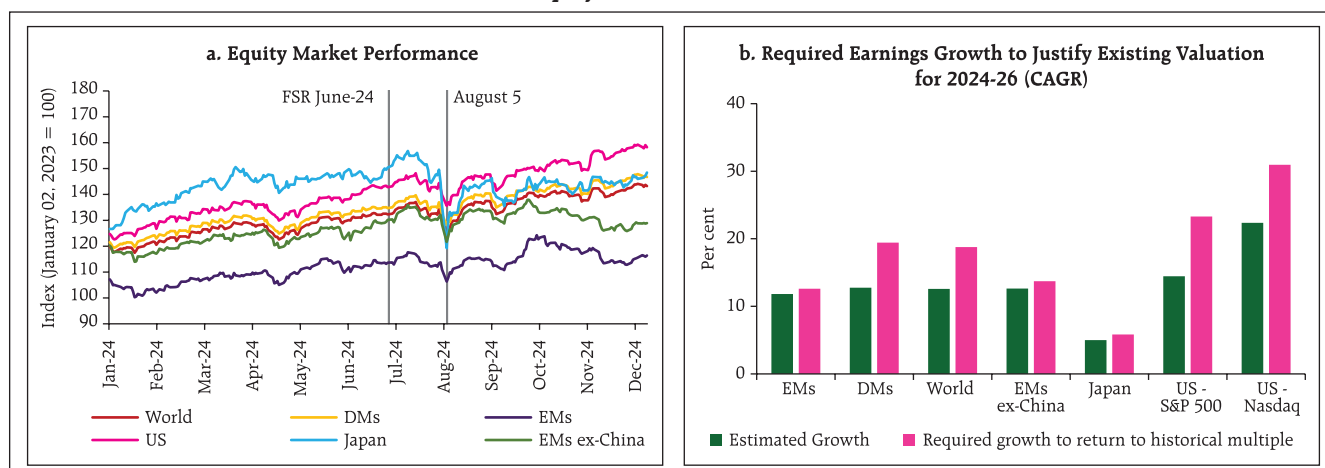 a. Equity Market Performance
Index (January 02, 2023 = 100)
180
170
160
150
140
130
120
110
100
90
FSR June-24
August 5
Jan-24
Feb-24
Mar-24
Apr-24
May-24
Jun-24
Jul-24
Aug-24
Sep-24
Oct-24
Nov-24
Dec-24
World
DMs
EMs
US
Japan
EMs ex-China
b. Required Earnings Growth to Justify Existing Valuation
for 2024-26 (CAGR)
Per cent
40
30
20
10
0
EMs
DMs
World
EMs
ex-China
Japan
US -
S&P 500
US -
Nasdaq
Estimated Growth
Required growth to return to historical multiple